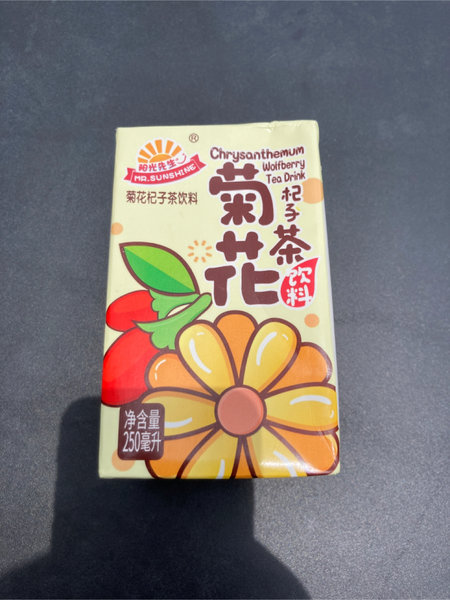 阳光先生
MR.SUNSHINE
®
菊花杞子茶饮料
Chrysanthemum
Wolfberry
Tea Drink
菊花
杞子茶
饮料
净含量
250毫升